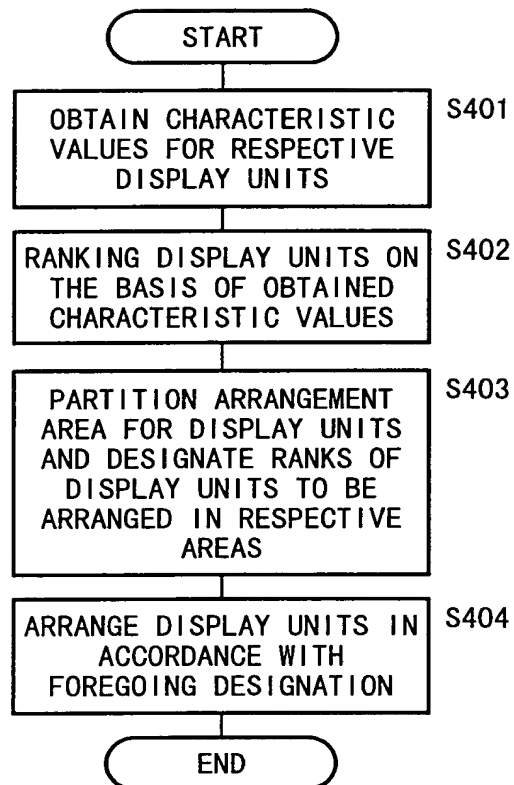 START
S401
OBTAIN CHARACTERISTIC
VALUES FOR RESPECTIVE
DISPLAY UNITS
S402
RANKING DISPLAY UNITS ON
THE BASIS OF OBTAINED
CHARACTERISTIC VALUES
S403
PARTITION ARRANGEMENT
AREA FOR DISPLAY UNITS
AND DESIGNATE RANKS OF
DISPLAY UNITS TO BE
ARRANGED IN RESPECTIVE
AREAS
S404
ARRANGE DISPLAY UNITS IN
ACCORDANCE WITH
FOREGOING DESIGNATION
END